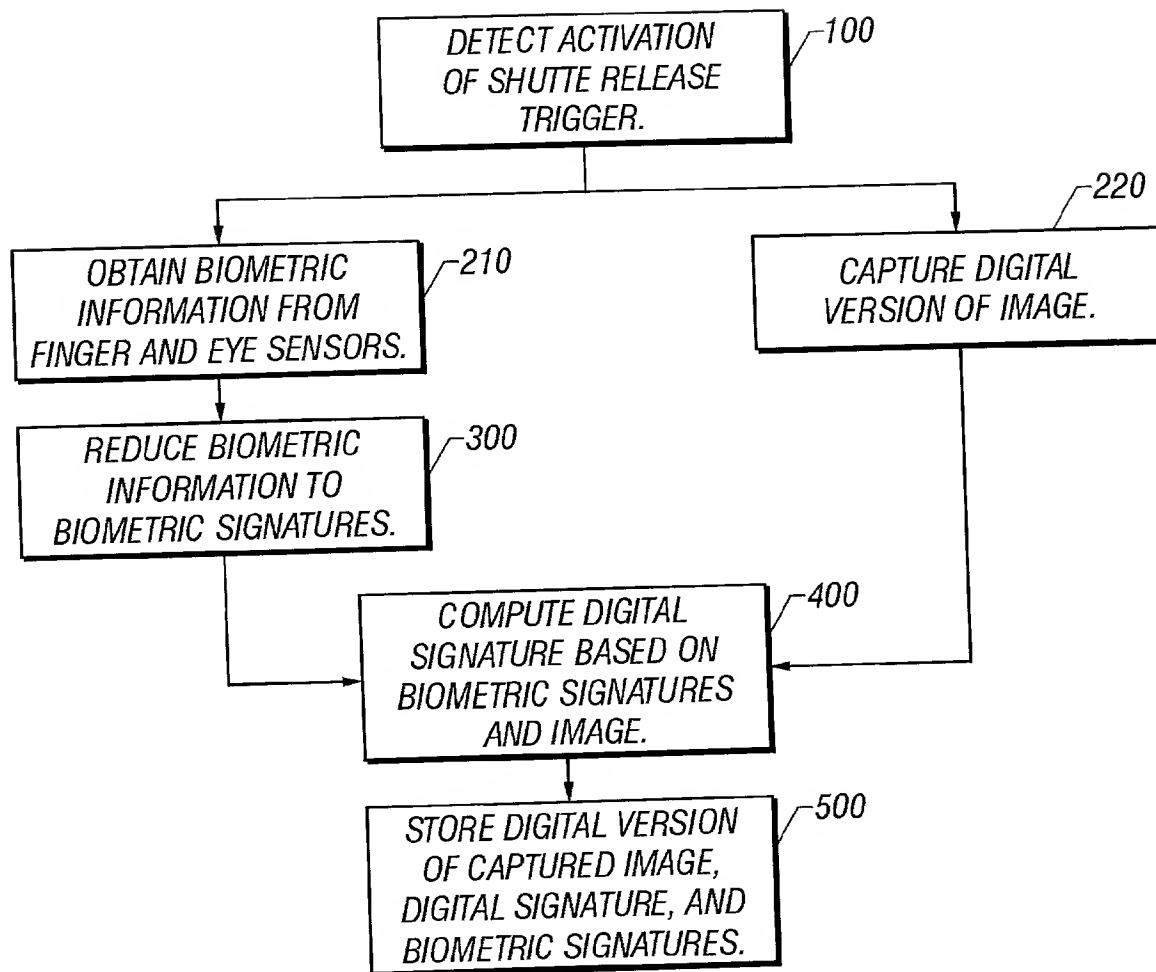 DETECT ACTIVATION
OF SHUTTE RELEASE
TRIGGER.
100
OBTAIN BIOMETRIC
INFORMATION FROM
FINGER AND EYE SENSORS.
210
CAPTURE DIGITAL
VERSION OF IMAGE.
220
REDUCE BIOMETRIC
INFORMATION TO
BIOMETRIC SIGNATURES.
300
COMPUTE DIGITAL
SIGNATURE BASED ON
BIOMETRIC SIGNATURES
AND IMAGE.
400
STORE DIGITAL VERSION
OF CAPTURED IMAGE,
DIGITAL SIGNATURE, AND
BIOMETRIC SIGNATURES.
500